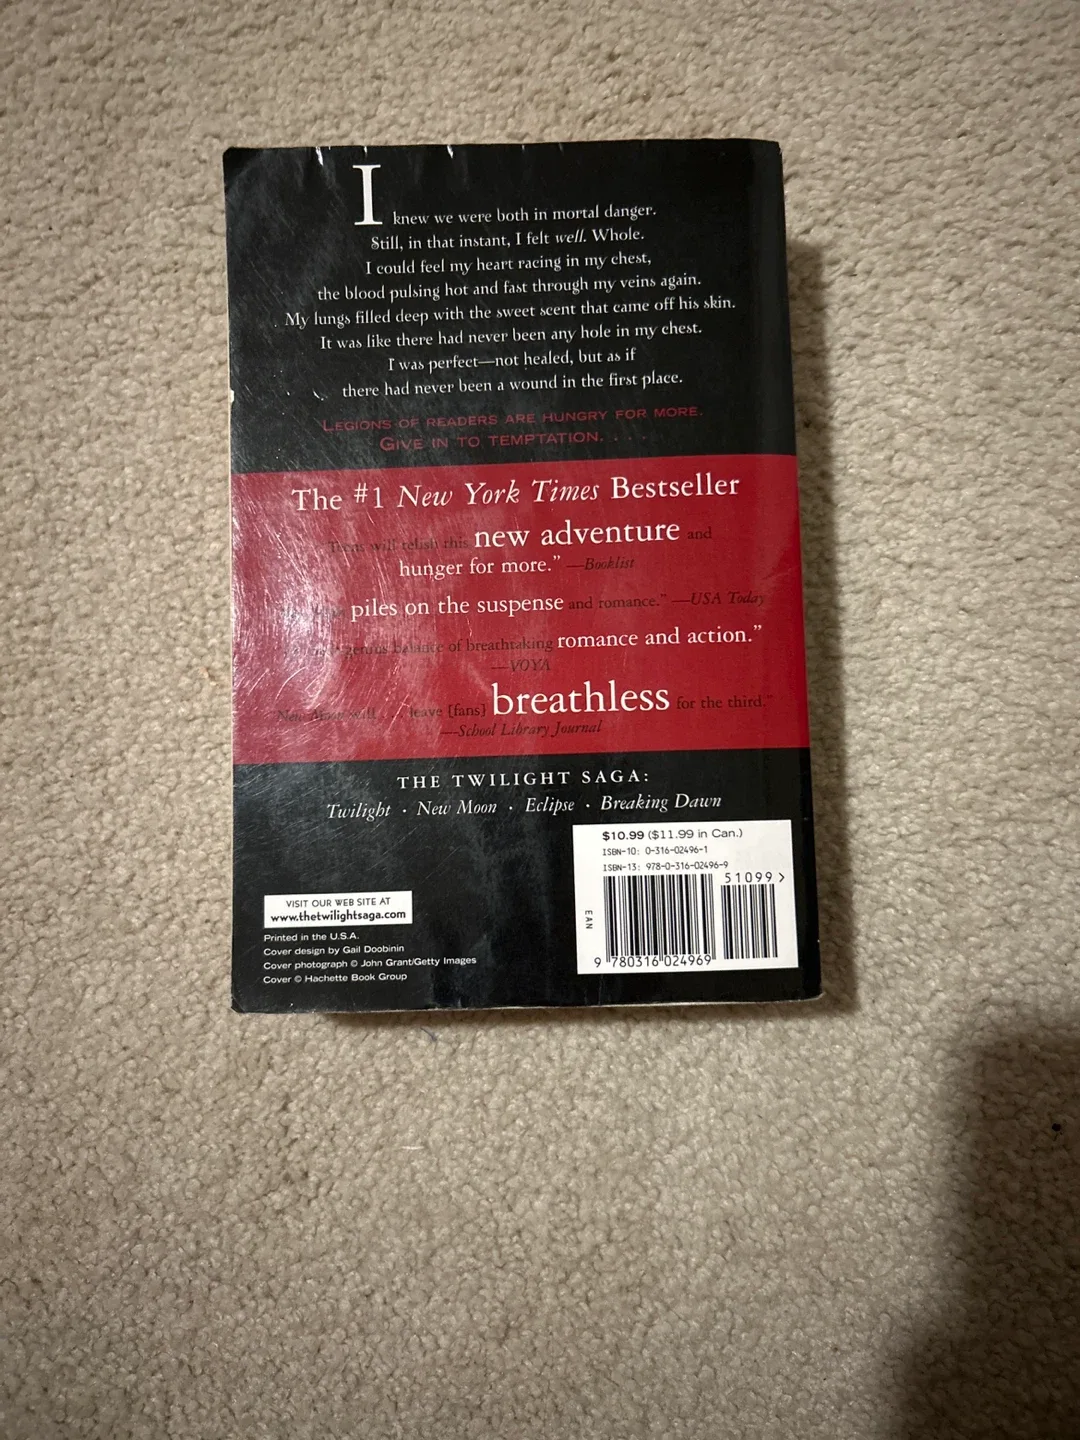 I knew we were both in mortal danger.
Still, in that instant, I felt well. Whole.
I could feel my heart racing in my chest,
the blood pulsing hot and fast through my veins again.
My lungs filled deep with the sweet scent that came off his skin.
It was like there had never been any hole in my chest.
I was perfect—not healed, but as if
there had never been a wound in the first place.
LEGIONS OF READERS ARE HUNGRY FOR MORE.
GIVE IN TO TEMPTATION. . . .
The #1 New York Times Bestseller
Teens will relish this new adventure and
hunger for more.” —Booklist
piles on the suspense and romance.” —USA Today
genius balance of breathtaking romance and action.”
—VOYA
“New Moon will . . . leave [fans] breathless for the third.”
—School Library Journal
THE TWILIGHT SAGA:
Twilight · New Moon · Eclipse · Breaking Dawn
$10.99 ($11.99 in Can.)
ISBN-10: 0-316-02496-1
ISBN-13: 978-0-316-02496-9
51099 >
EAN
9 780316 024969
VISIT OUR WEB SITE AT
www.thetwilightsaga.com
Printed in the U.S.A.
Cover design by Gail Doobinin
Cover photograph © John Grant/Getty Images
Cover © Hachette Book Group